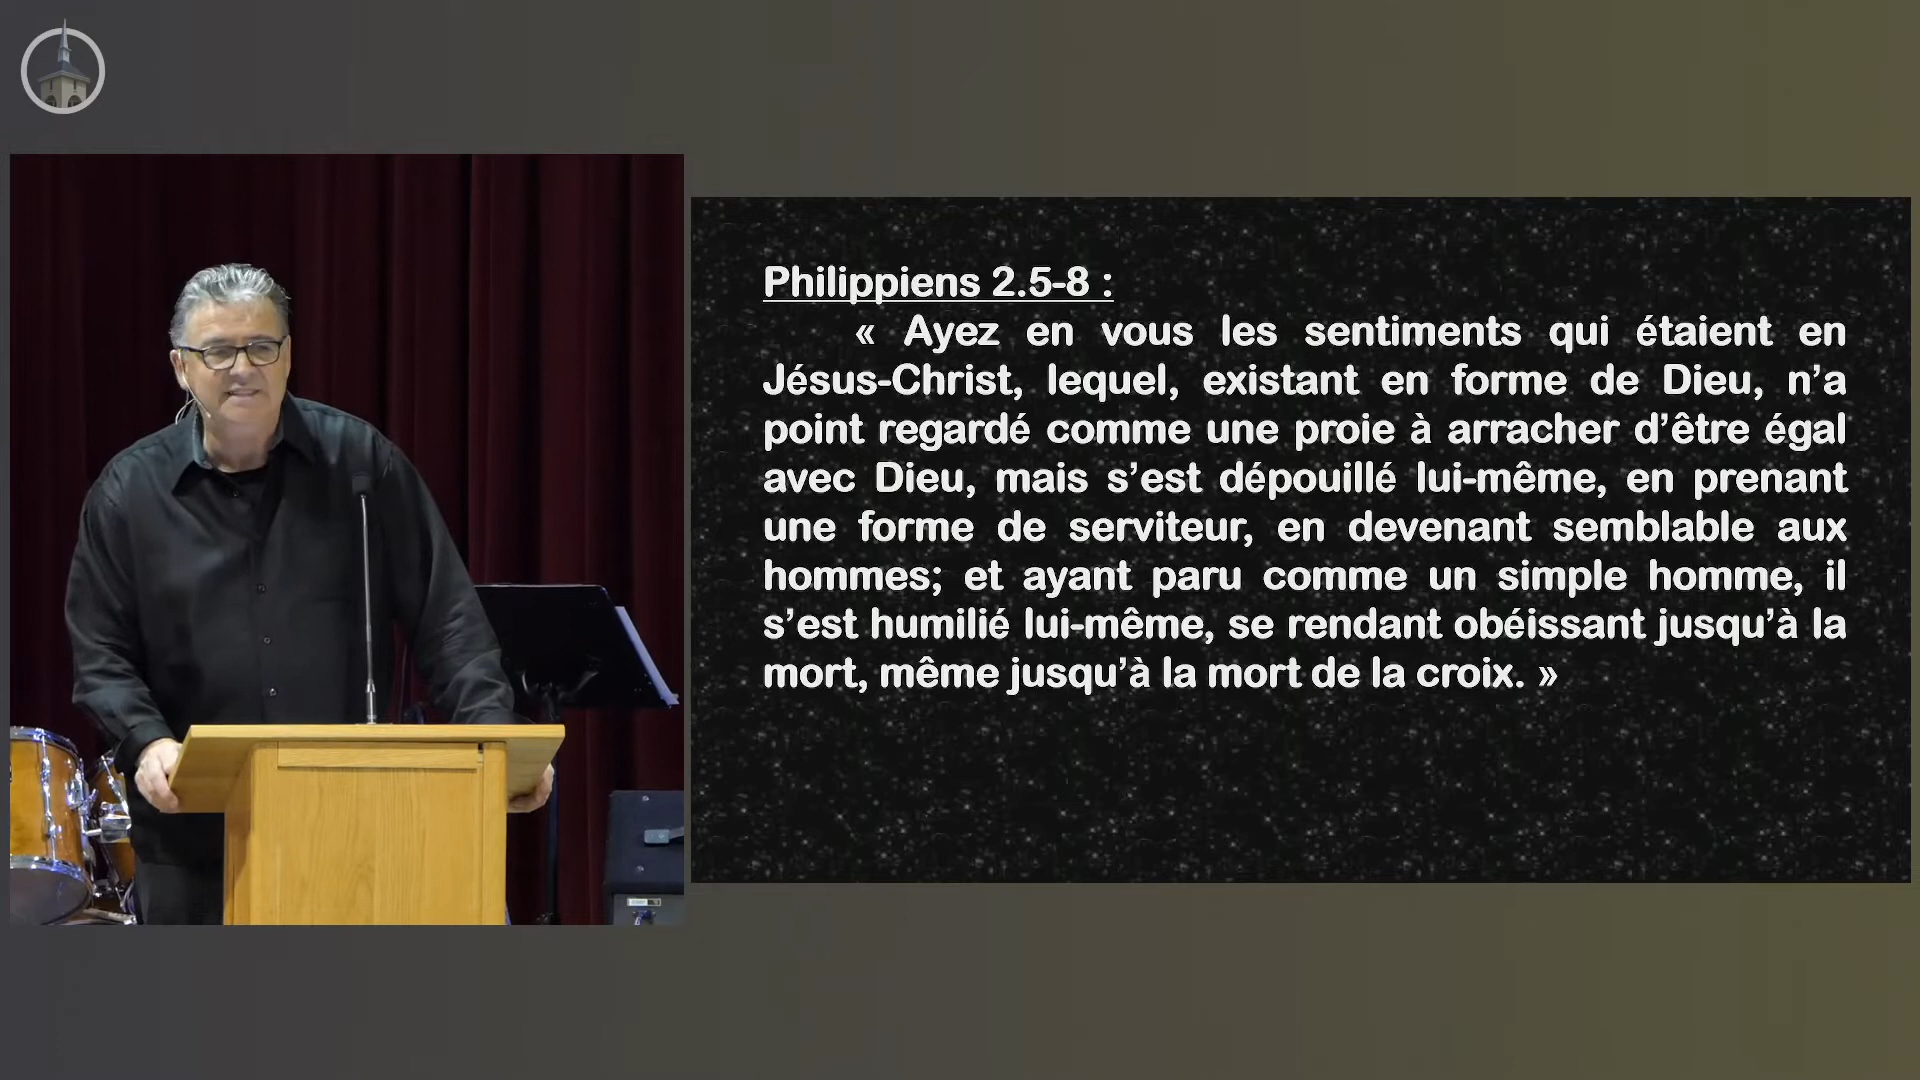 Philippiens 2.5-8 :
« Ayez en vous les sentiments qui étaient en
Jésus-Christ, lequel, existant en forme de Dieu, n’a
point regardé comme une proie à arracher d’être égal
avec Dieu, mais s’est dépouillé lui-même, en prenant
une forme de serviteur, en devenant semblable aux
hommes; et ayant paru comme un simple homme, il
s’est humilié lui-même, se rendant obéissant jusqu’à la
mort, même jusqu’à la mort de la croix. »